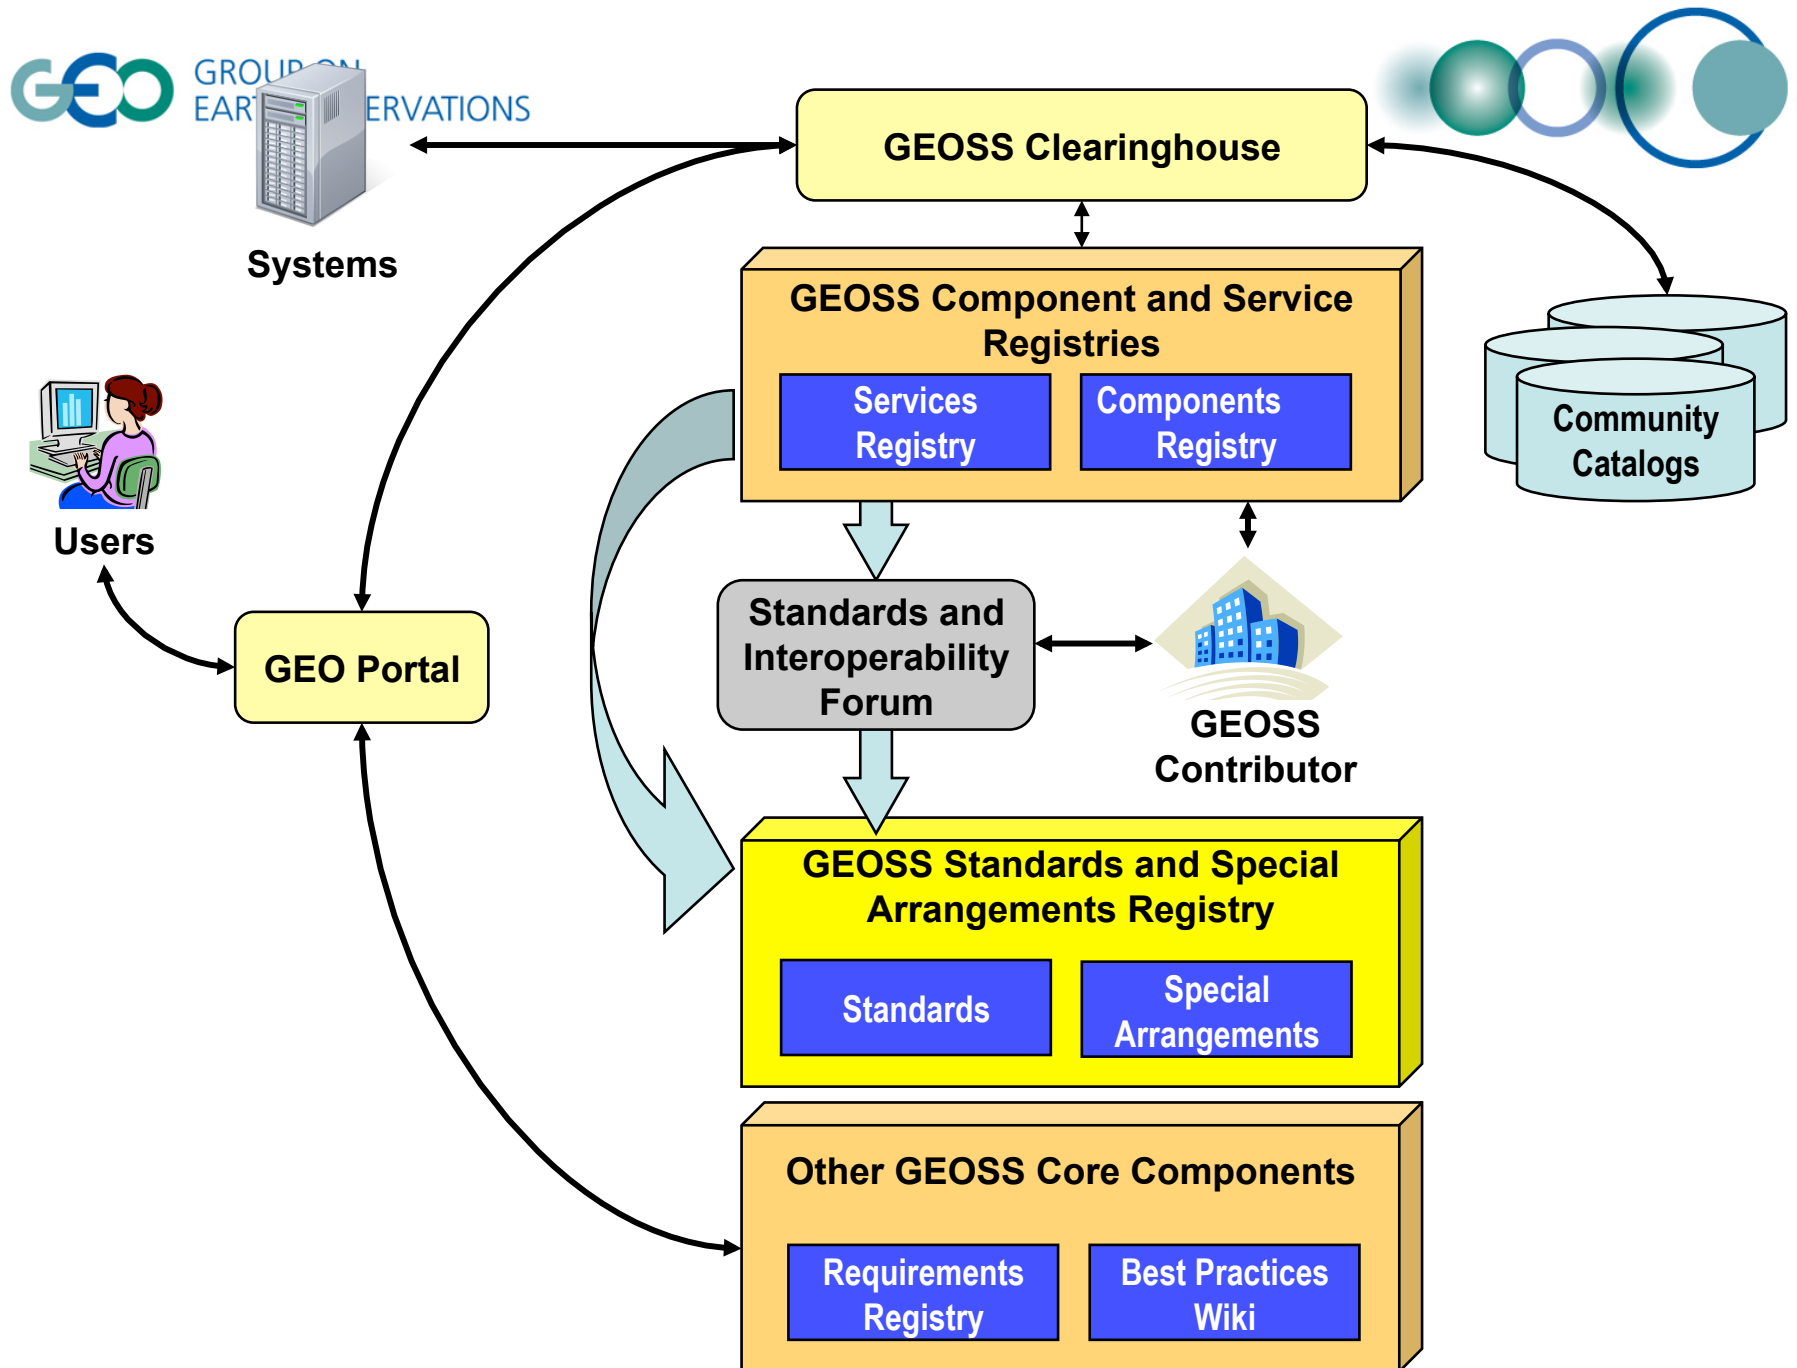 GEO
GROUP ON
EAR ERVATIONS
GEOSS Clearinghouse
Systems
GEOSS Component and Service
Registries
Services
Registry
Components
Registry
Community
Catalogs
Users
Standards and
Interoperability
Forum
GEO Portal
GEOSS
Contributor
GEOSS Standards and Special
Arrangements Registry
Standards
Special
Arrangements
Other GEOSS Core Components
Requirements
Registry
Best Practices
Wiki